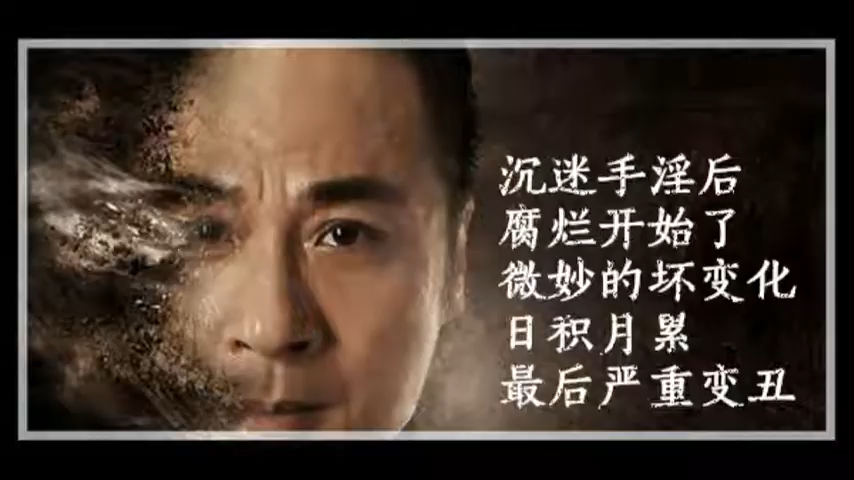 沉迷手淫后
腐烂开始了
微妙的坏变化
日积月累
最后严重变丑